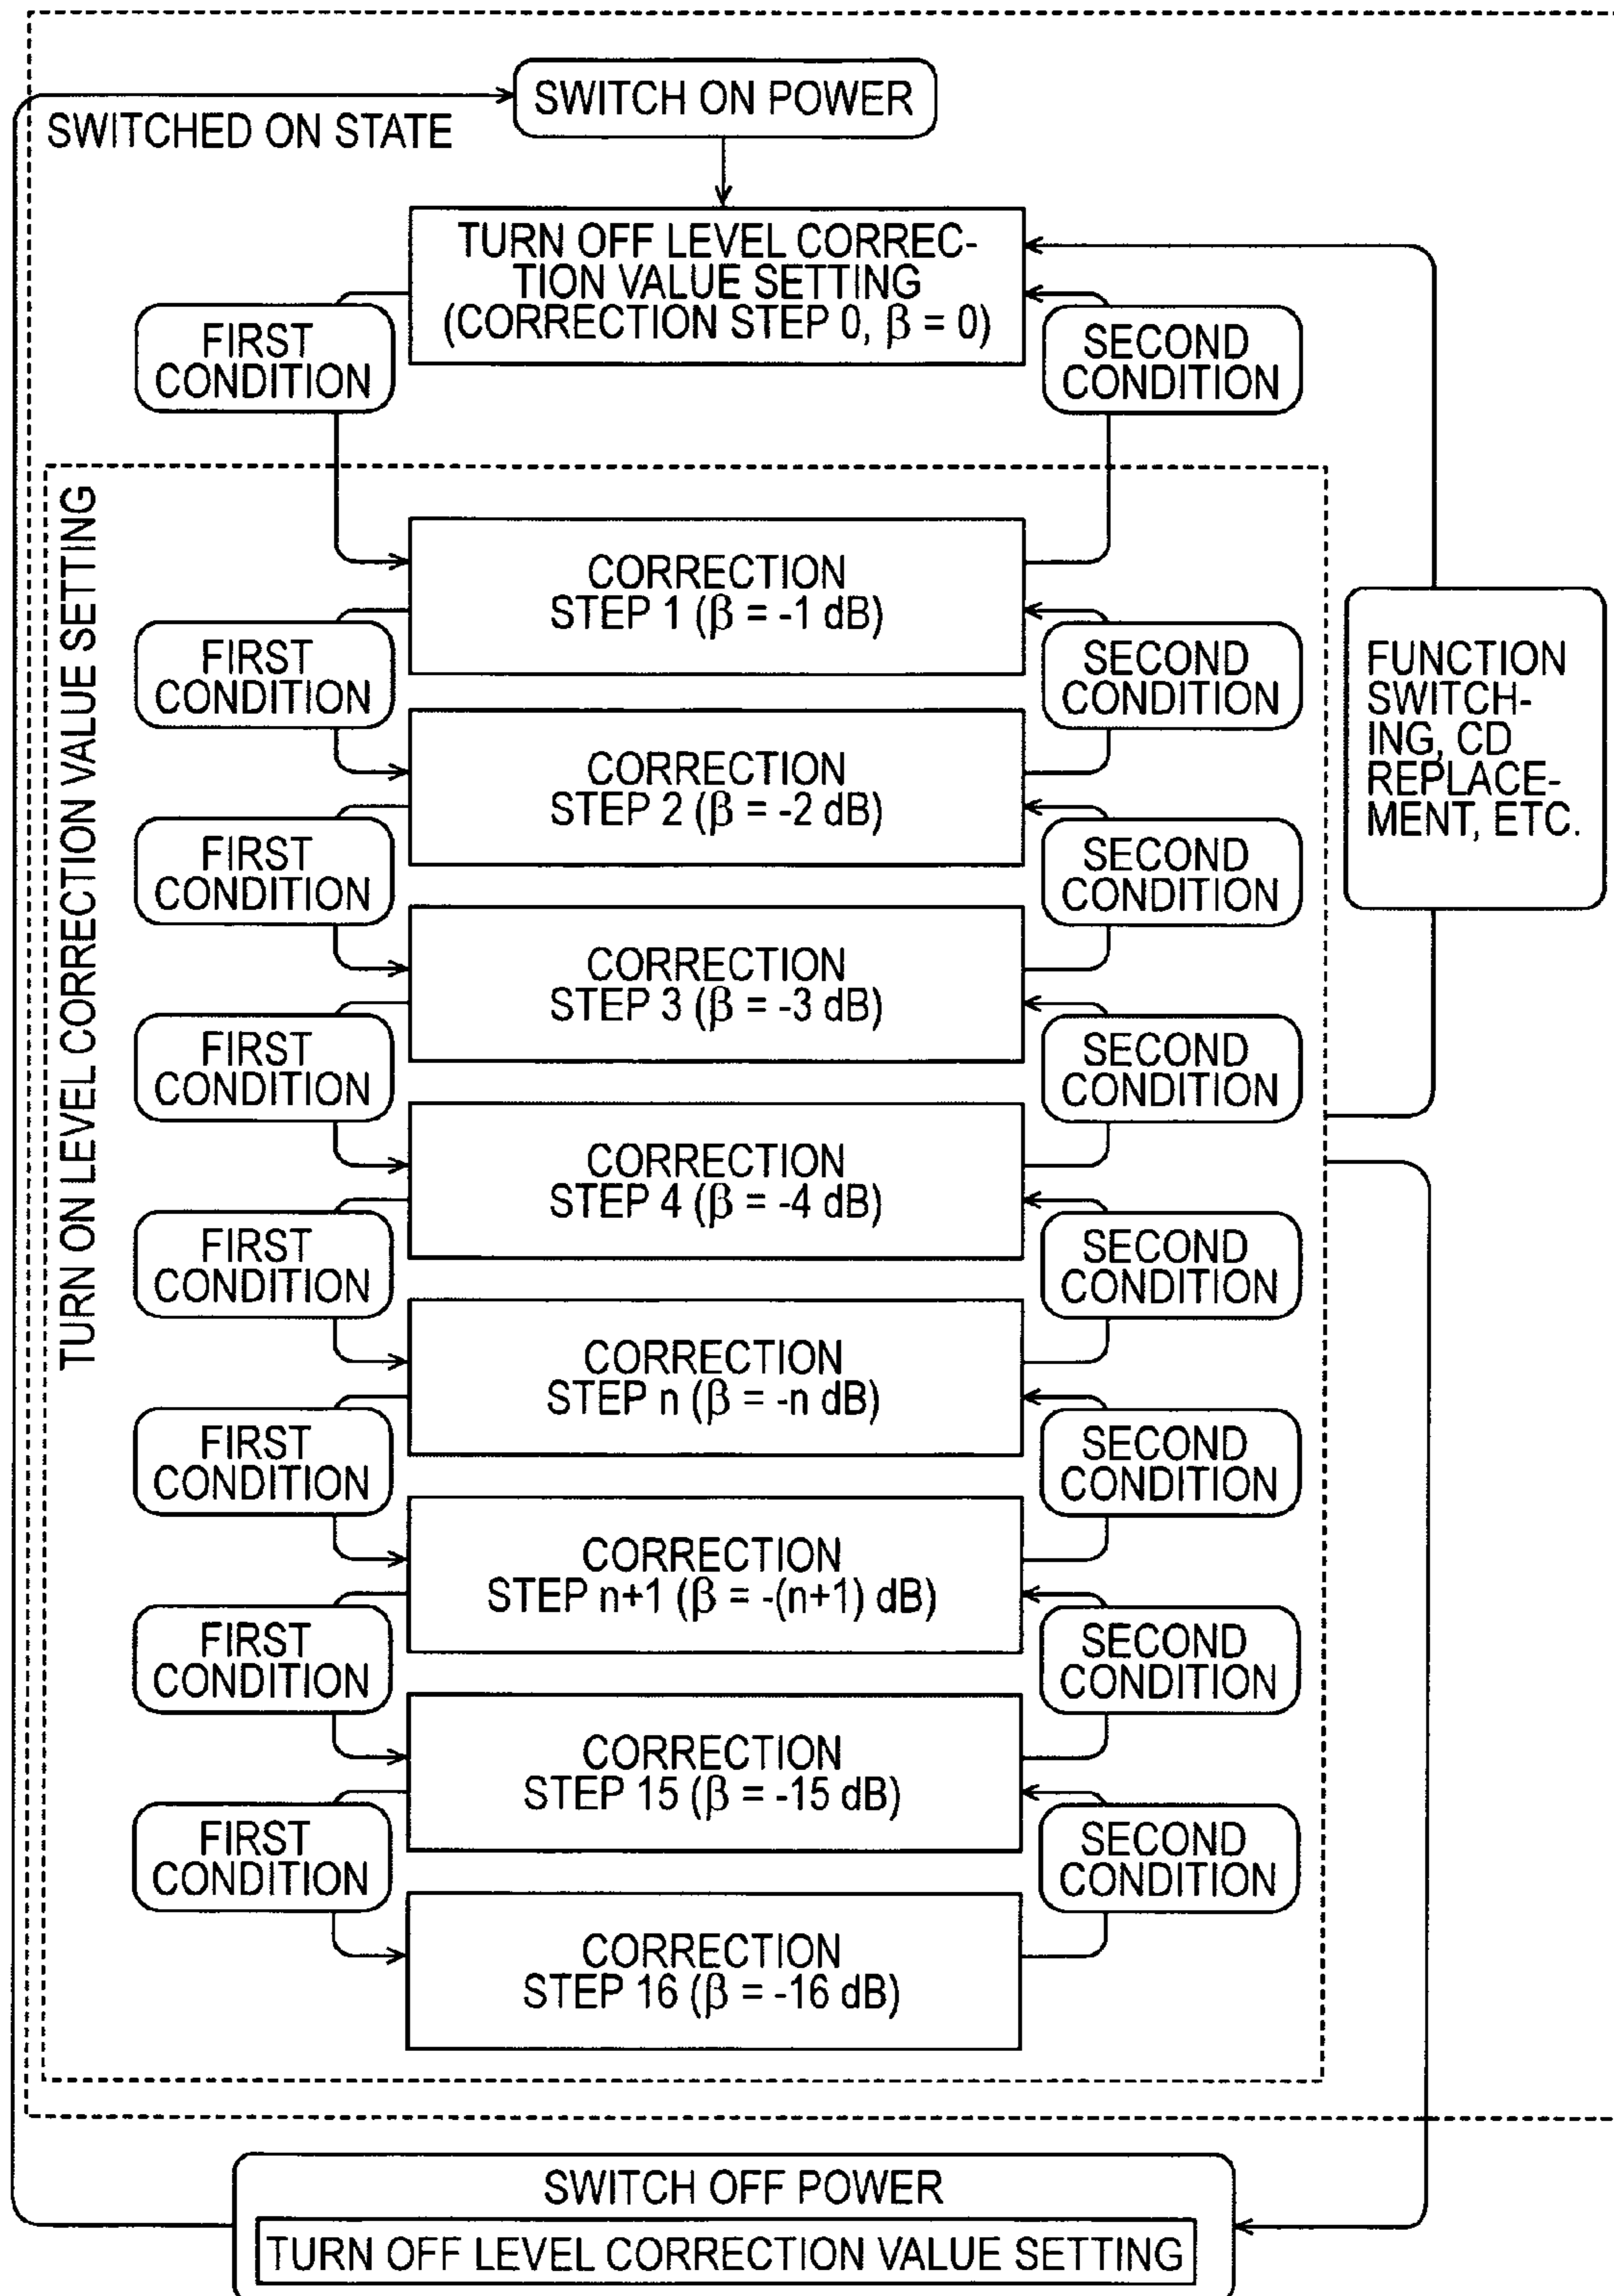 SWITCH ON POWER
SWITCHED ON STATE
TURN OFF LEVEL CORREC-
TION VALUE SETTING
(CORRECTION STEP 0, β = 0)
FIRST
CONDITION
SECOND
CONDITION
TURN ON LEVEL CORRECTION VALUE SETTING
CORRECTION
STEP 1 (β = -1 dB)
FIRST
CONDITION
SECOND
CONDITION
FUNCTION
SWITCH-
ING, CD
REPLACE-
MENT, ETC.
CORRECTION
STEP 2 (β = -2 dB)
FIRST
CONDITION
SECOND
CONDITION
CORRECTION
STEP 3 (β = -3 dB)
FIRST
CONDITION
SECOND
CONDITION
CORRECTION
STEP 4 (β = -4 dB)
FIRST
CONDITION
SECOND
CONDITION
CORRECTION
STEP n (β = -n dB)
FIRST
CONDITION
SECOND
CONDITION
CORRECTION
STEP n+1 (β = -(n+1) dB)
FIRST
CONDITION
SECOND
CONDITION
CORRECTION
STEP 15 (β = -15 dB)
FIRST
CONDITION
SECOND
CONDITION
CORRECTION
STEP 16 (β = -16 dB)
SWITCH OFF POWER
TURN OFF LEVEL CORRECTION VALUE SETTING